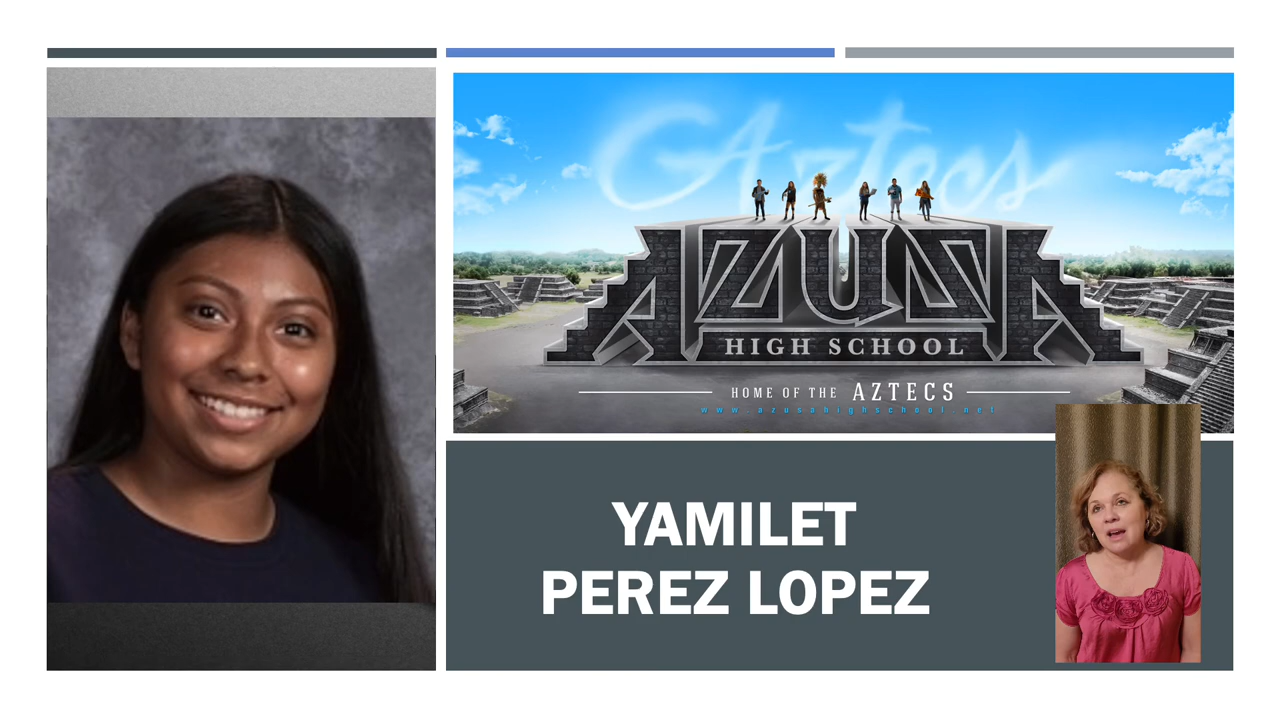 Aztecs
AZUSA
HIGH SCHOOL
HOME OF THE AZTECS
www.azusahighschool.net
YAMILET
PEREZ LOPEZ